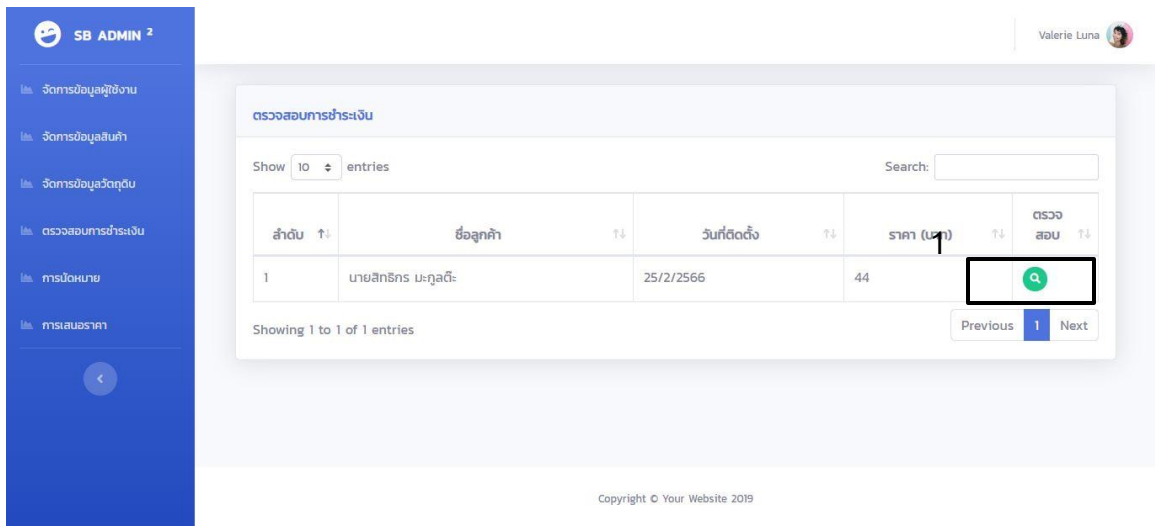 SB ADMIN 2
Valerie Luna
จัดการข้อมูลผู้ใช้งาน
จัดการข้อมูลสินค้า
จัดการข้อมูลวัตถุดิบ
ตรวจสอบการชำระเงิน
การนัดหมาย
การเสนอราคา
ตรวจสอบการชำระเงิน
Show 10 entries
Search:
ลำดับ ชื่อลูกค้า วันที่ติดตั้ง ราคา (บาท) ตรวจ
สอบ
1
1 นายสิทธิกร มะกูลต๊ะ 25/2/2566 44
Showing 1 to 1 of 1 entries
Previous 1 Next
Copyright © Your Website 2019